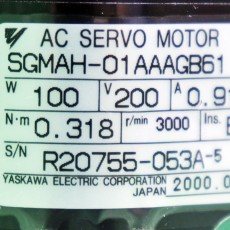 AC SERVO MOTOR
SGMAH-01AAAGB61
W 100 V 200 A 0.9
N·m 0.318 r/min 3000 Ins.
S/N R20755-053A-5
YASKAWA ELECTRIC CORPORATION 2000.0
JAPAN